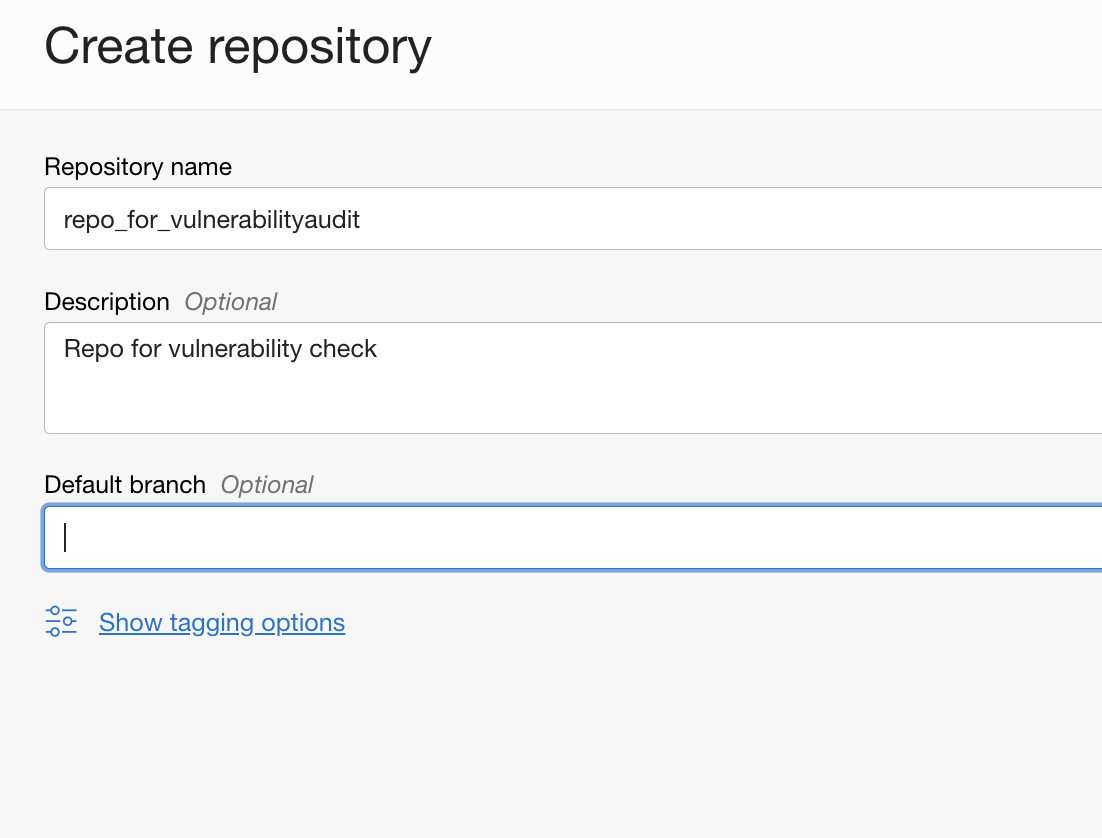 Create repository
Repository name
repo_for_vulnerabilityaudit
Description Optional
Repo for vulnerability check
Default branch Optional
Show tagging options